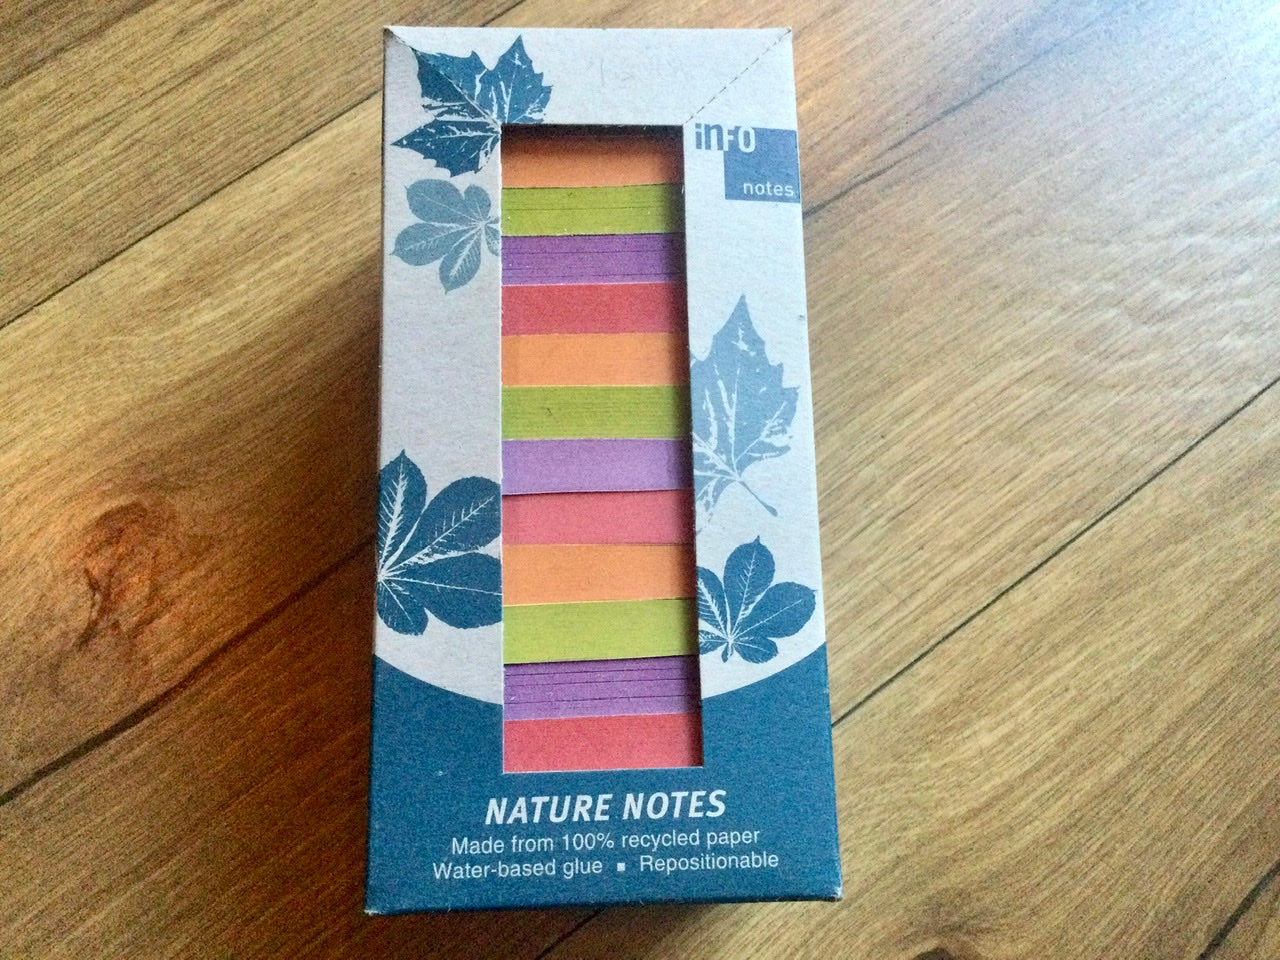 info
notes
NATURE NOTES
Made from 100% recycled paper
Water-based glue ▪ Repositionable